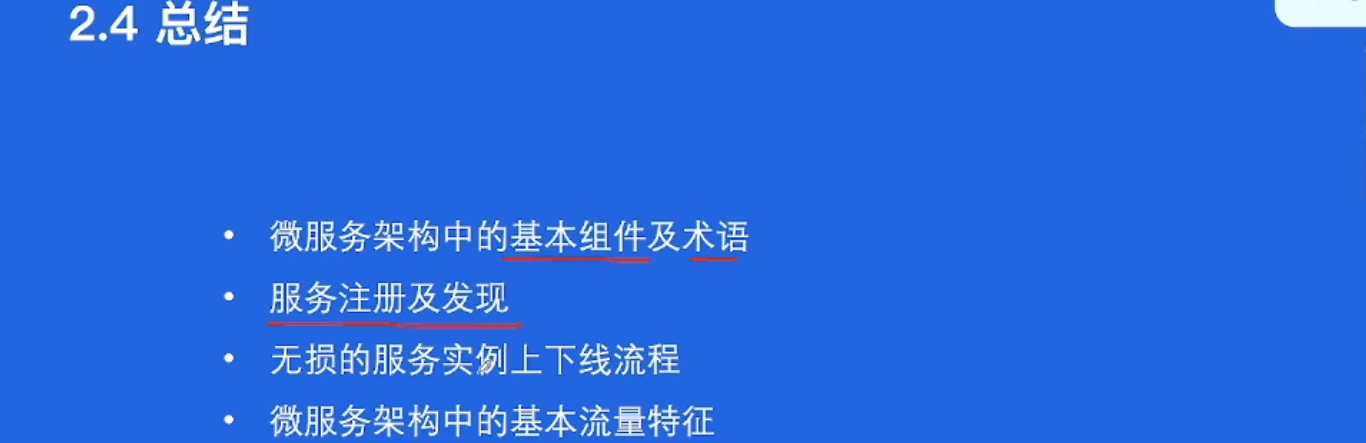 2.4 总结
• 微服务架构中的基本组件及术语
• 服务注册及发现
• 无损的服务实例上下线流程
• 微服务架构中的基本流量特征